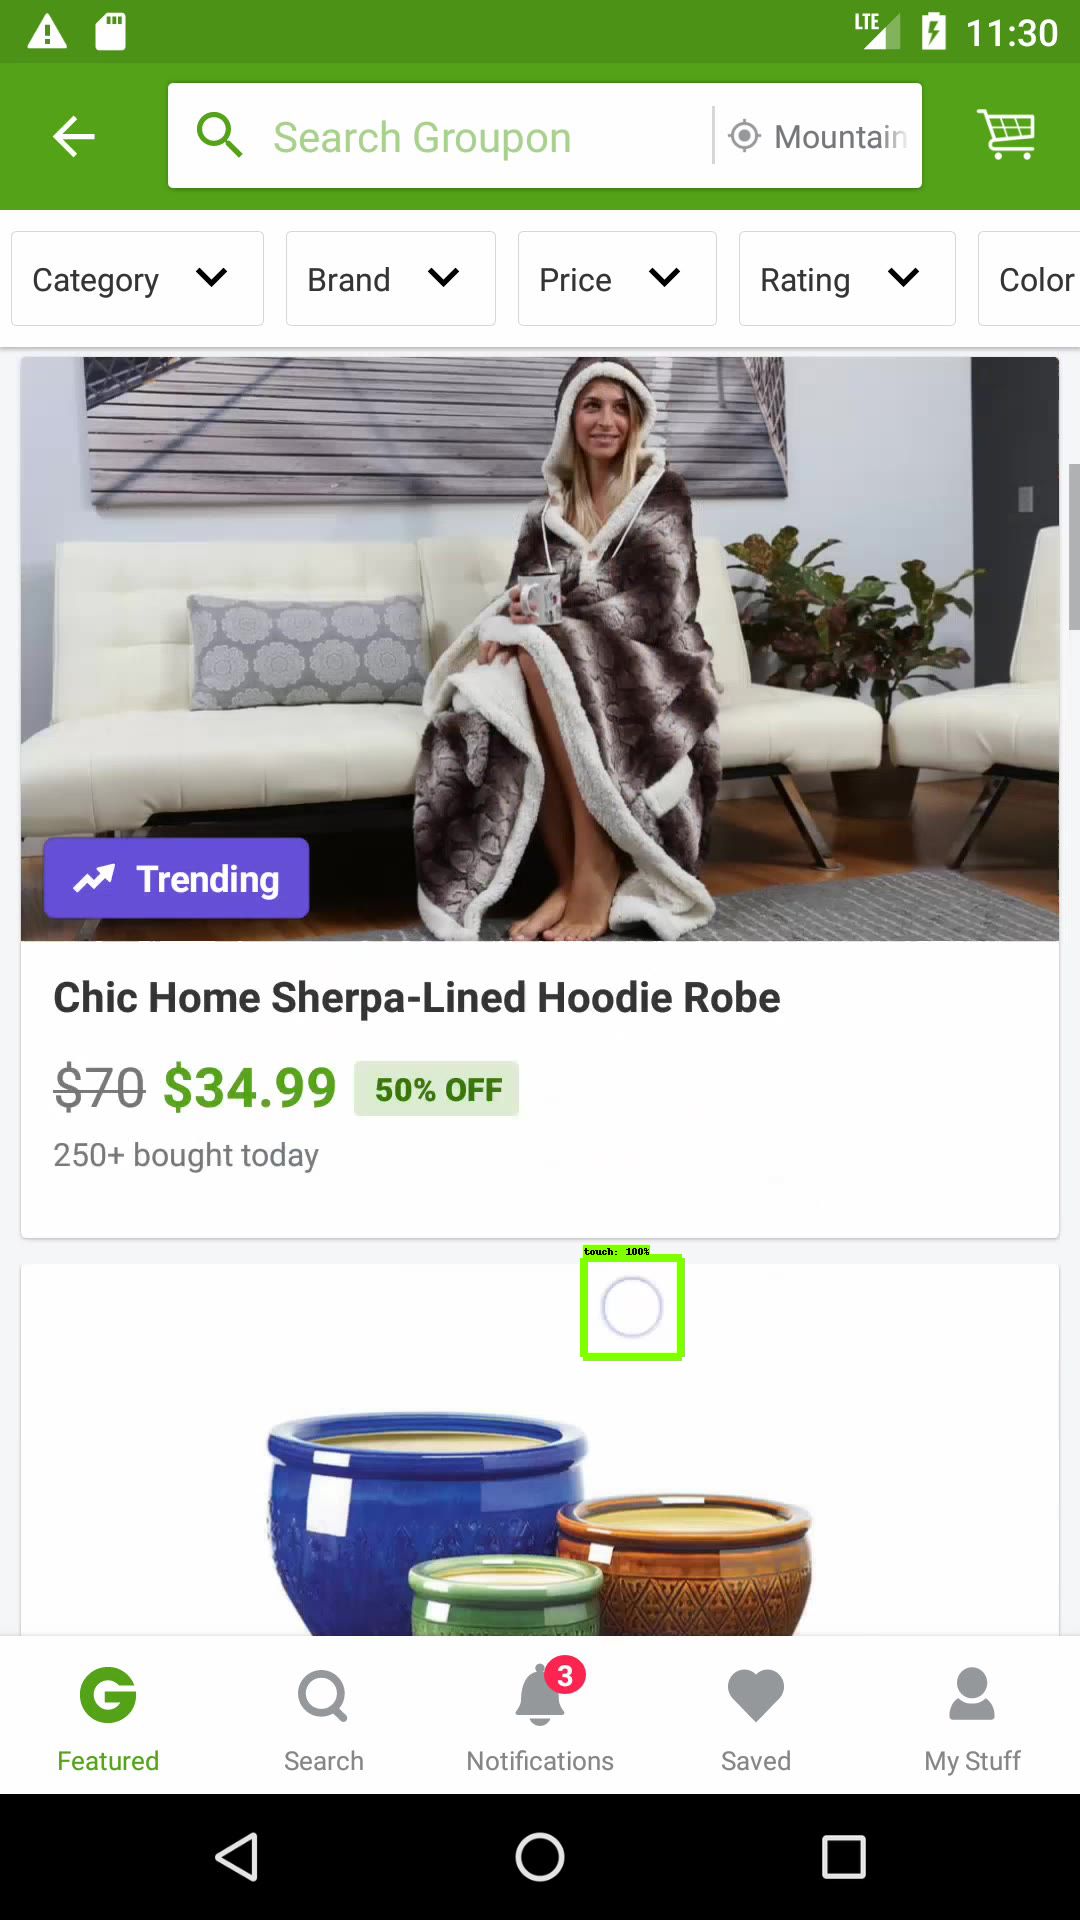 LTE 11:30
Search Groupon Mountain
Category Brand Price Rating Color
Trending
Chic Home Sherpa-Lined Hoodie Robe
$70 $34.99 50% OFF
250+ bought today
touch: 100%
3
Featured Search Notifications Saved My Stuff